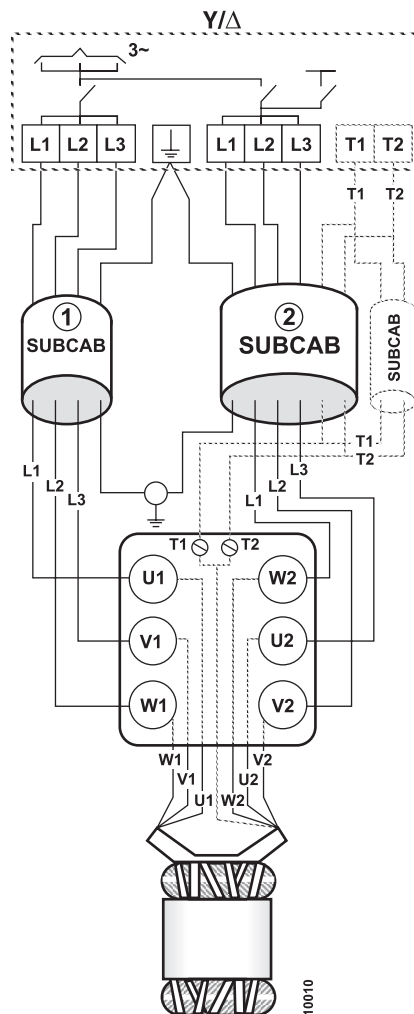 Y/Δ
3~
L1 L2 L3 L1 L2 L3 T1 T2
T1 T2
1
SUBCAB
2
SUBCAB
SUBCAB
T1
T2
L1
L2
L3
L1
L2
L3
T1 T2
U1 W2
V1 U2
W1 V2
W1 V2
V1 U2
U1 W2
10010